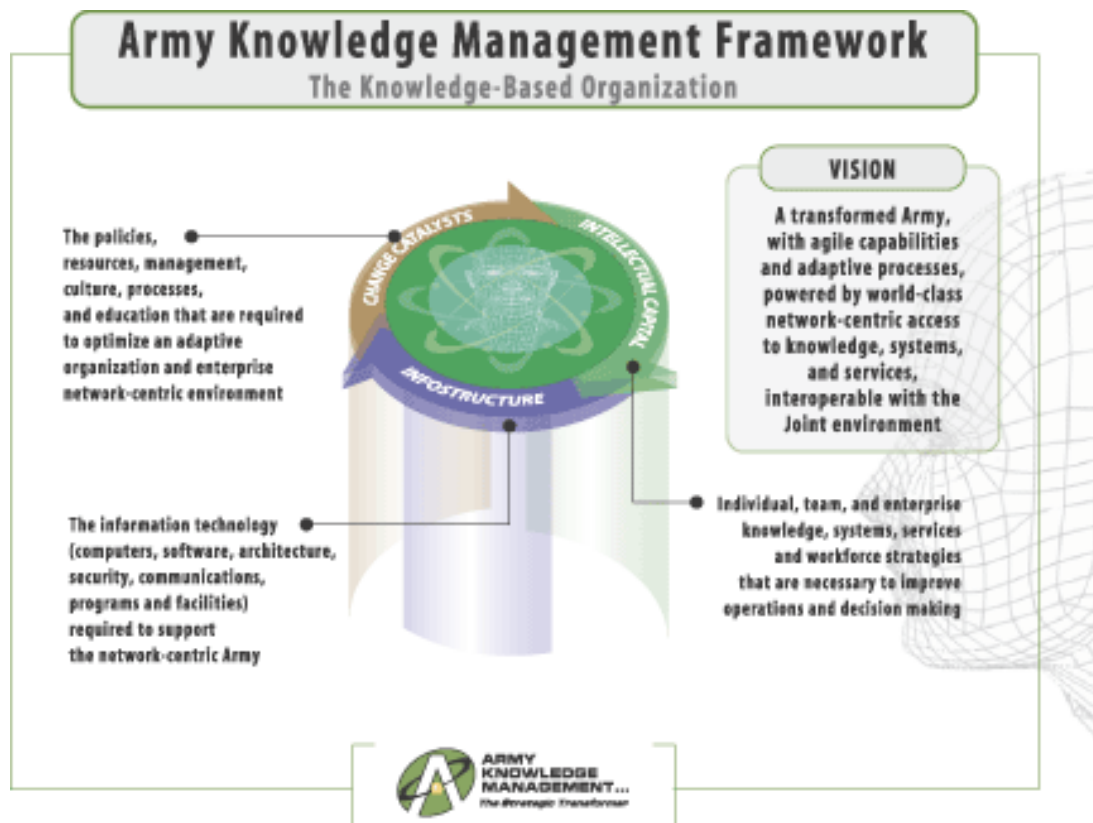 Army Knowledge Management Framework
The Knowledge-Based Organization
VISION
A transformed Army,
with agile capabilities
and adaptive processes,
powered by world-class
network-centric access
to knowledge, systems,
and services,
interoperable with the
Joint environment
The policies,
resources, management,
culture, processes,
and education that are required
to optimize an adaptive
organization and enterprise
network-centric environment
CHANGE CATALYSTS
INTELLECTUAL CAPITAL
INFOSTRUCTURE
The information technology
(computers, software, architecture,
security, communications,
programs and facilities)
required to support
the network-centric Army
Individual, team, and enterprise
knowledge, systems, services
and workforce strategies
that are necessary to improve
operations and decision making
ARMY
KNOWLEDGE
MANAGEMENT...
The Strategic Transformer